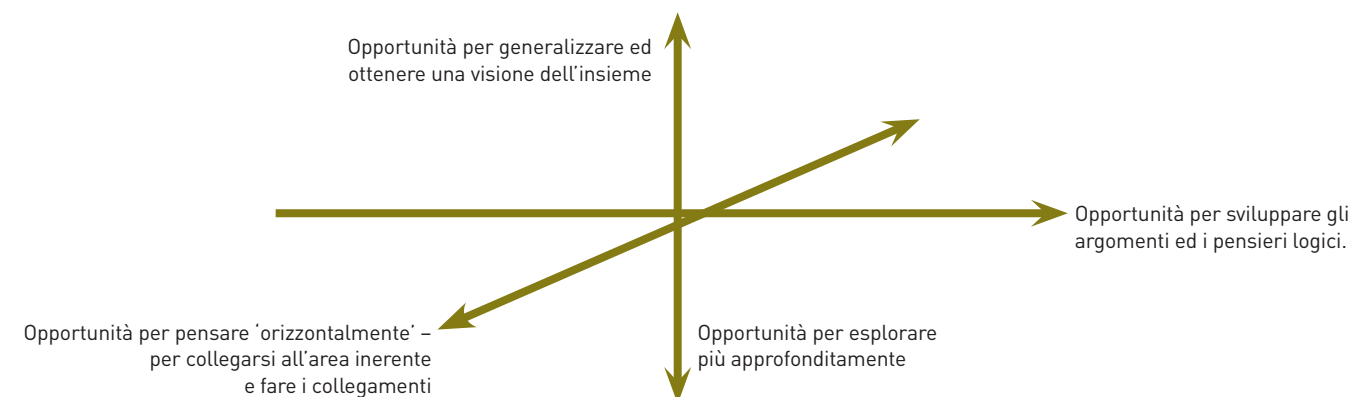 Opportunità per generalizzare ed
ottenere una visione dell'insieme
Opportunità per sviluppare gli
argomenti ed i pensieri logici.
Opportunità per pensare 'orizzontalmente' –
per collegarsi all'area inerente
e fare i collegamenti
Opportunità per esplorare
più approfonditamente